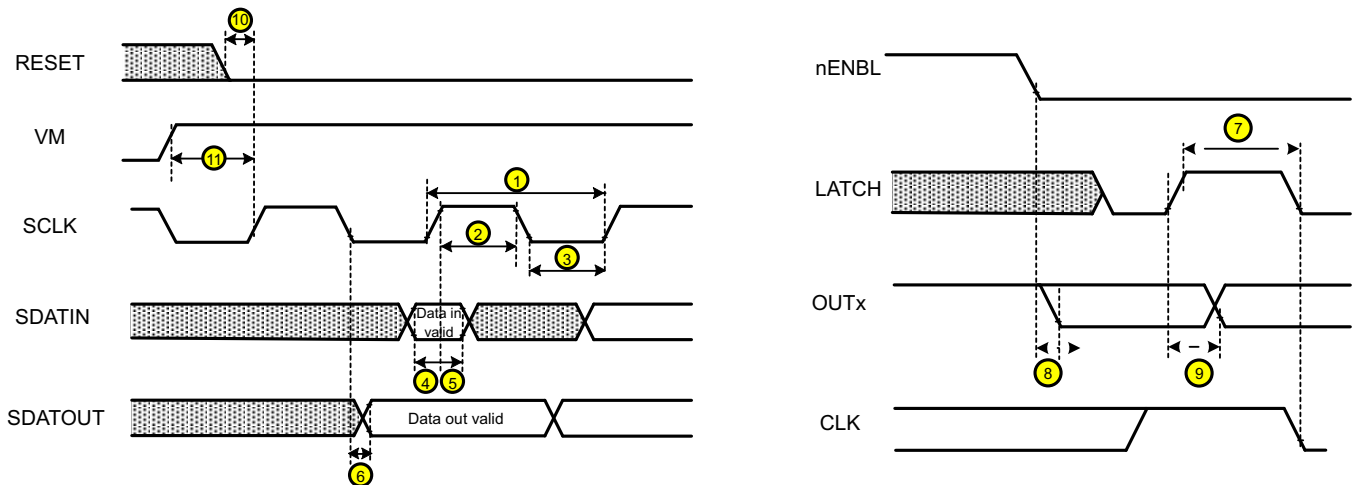 RESET
10
VM
11
SCLK
1
2
3
SDATIN
Data in
valid
4
5
SDATOUT
Data out valid
6
nENBL
7
LATCH
OUTx
8
9
CLK